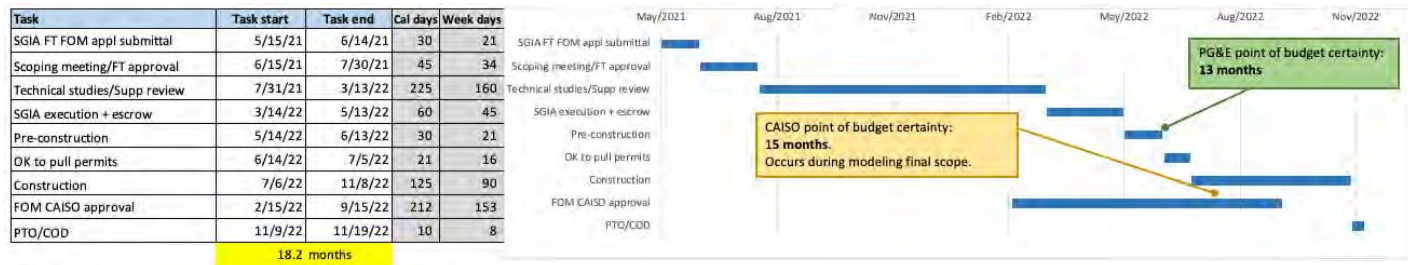 Task Task start Task end Cal days Week days
SGIA FT FOM appl submittal 5/15/21 6/14/21 30 21
Scoping meeting/FT approval 6/15/21 7/30/21 45 34
Technical studies/Supp review 7/31/21 3/13/22 225 160
SGIA execution + escrow 3/14/22 5/13/22 60 45
Pre-construction 5/14/22 6/13/22 30 21
OK to pull permits 6/14/22 7/5/22 21 16
Construction 7/6/22 11/8/22 125 90
FOM CAISO approval 2/15/22 9/15/22 212 153
PTO/COD 11/9/22 11/19/22 10 8
18.2 months
May/2021 Aug/2021 Nov/2021 Feb/2022 May/2022 Aug/2022 Nov/2022
SGIA FT FOM appl submittal
Scoping meeting/FT approval
Technical studies/Supp review
SGIA execution + escrow
Pre-construction
OK to pull permits
Construction
FOM CAISO approval
PTO/COD
PG&E point of budget certainty:
13 months
CAISO point of budget certainty:
15 months.
Occurs during modeling final scope.